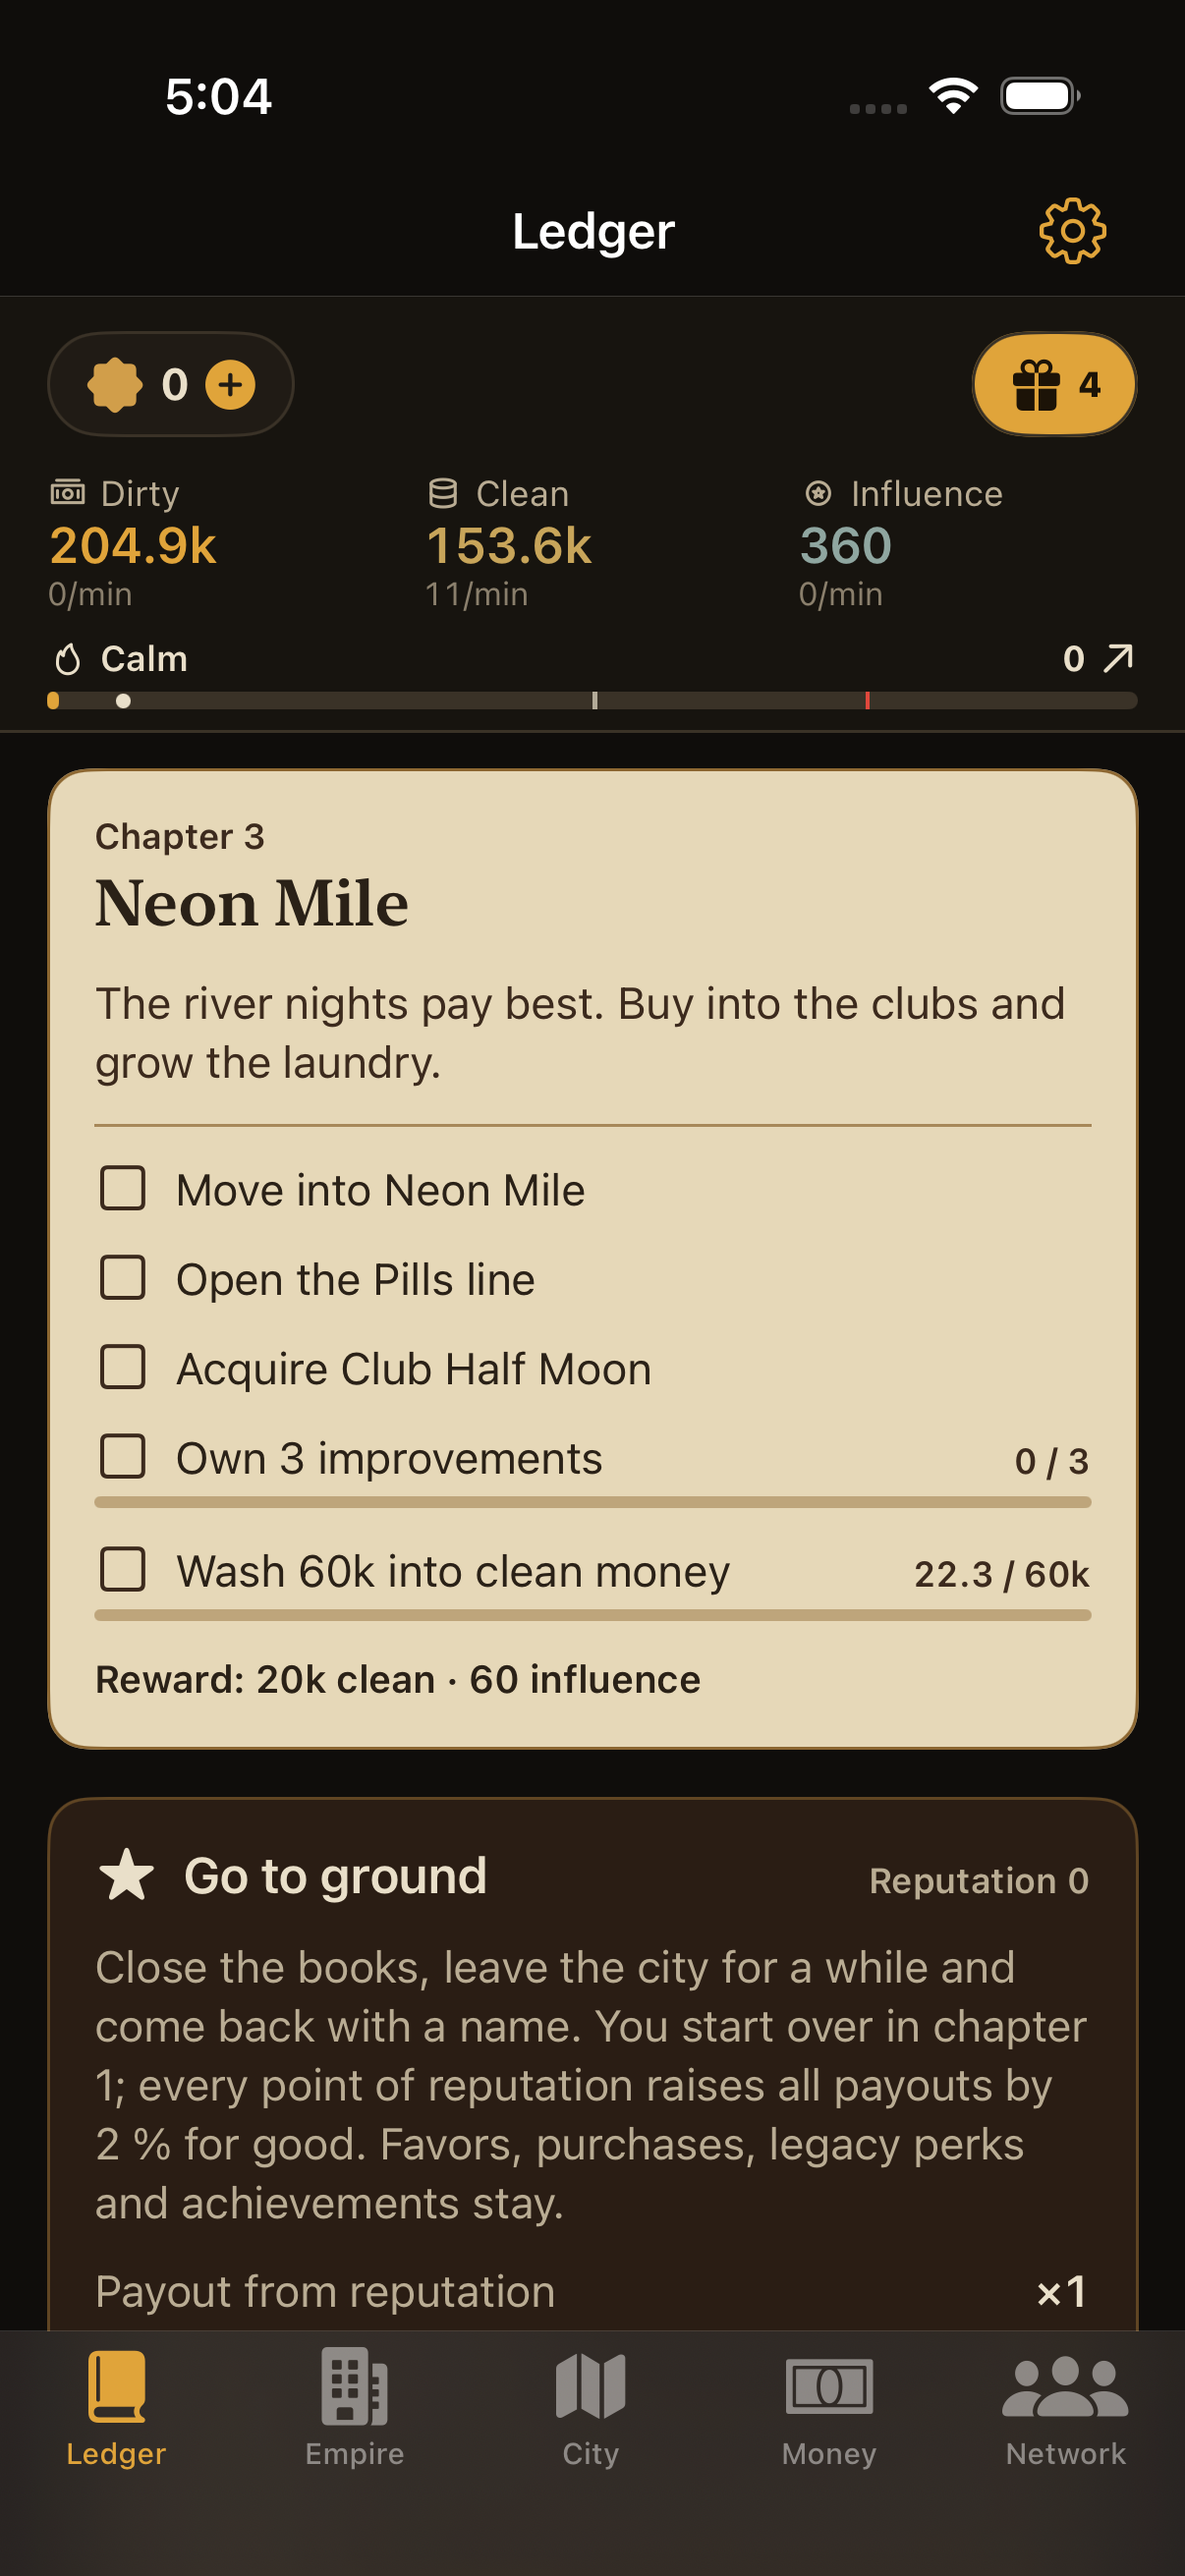 5:04
Ledger
0
4
Dirty
Clean
Influence
204.9k
153.6k
360
0/min
11/min
0/min
Calm
0
Chapter 3
Neon Mile
The river nights pay best. Buy into the clubs and
grow the laundry.
Move into Neon Mile
Open the Pills line
Acquire Club Half Moon
Own 3 improvements
0 / 3
Wash 60k into clean money
22.3 / 60k
Reward: 20k clean · 60 influence
Go to ground
Reputation 0
Close the books, leave the city for a while and
come back with a name. You start over in chapter
1; every point of reputation raises all payouts by
2 % for good. Favors, purchases, legacy perks
and achievements stay.
Payout from reputation
×1
Ledger
Empire
City
Money
Network